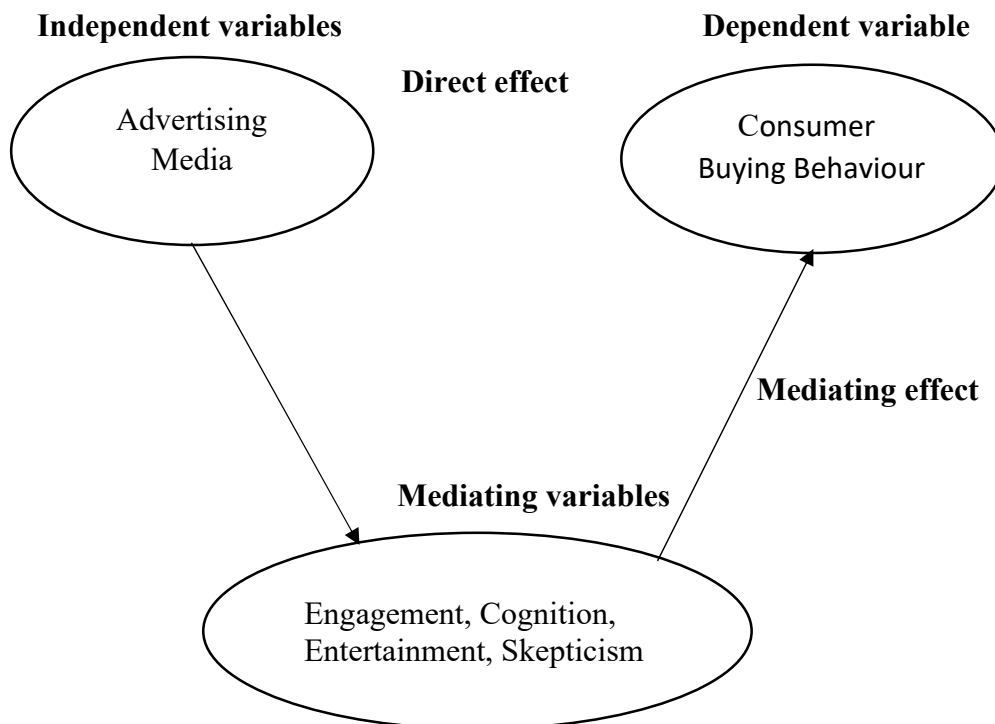 Independent variables
Dependent variable
Direct effect
Advertising
Media
Consumer
Buying Behaviour
Mediating effect
Mediating variables
Engagement, Cognition,
Entertainment, Skepticism